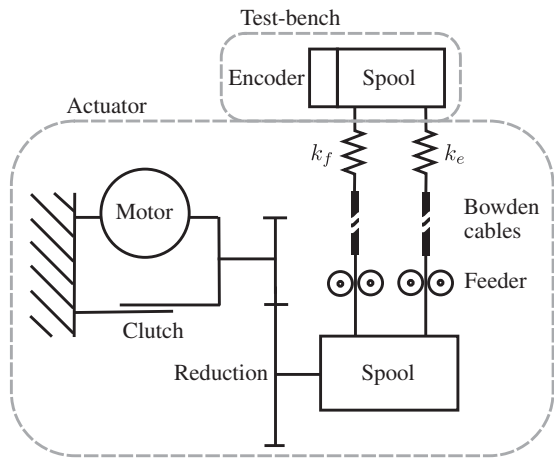 Test-bench
Encoder
Spool
Actuator
k_f
k_e
Motor
Bowden
cables
Feeder
Clutch
Reduction
Spool